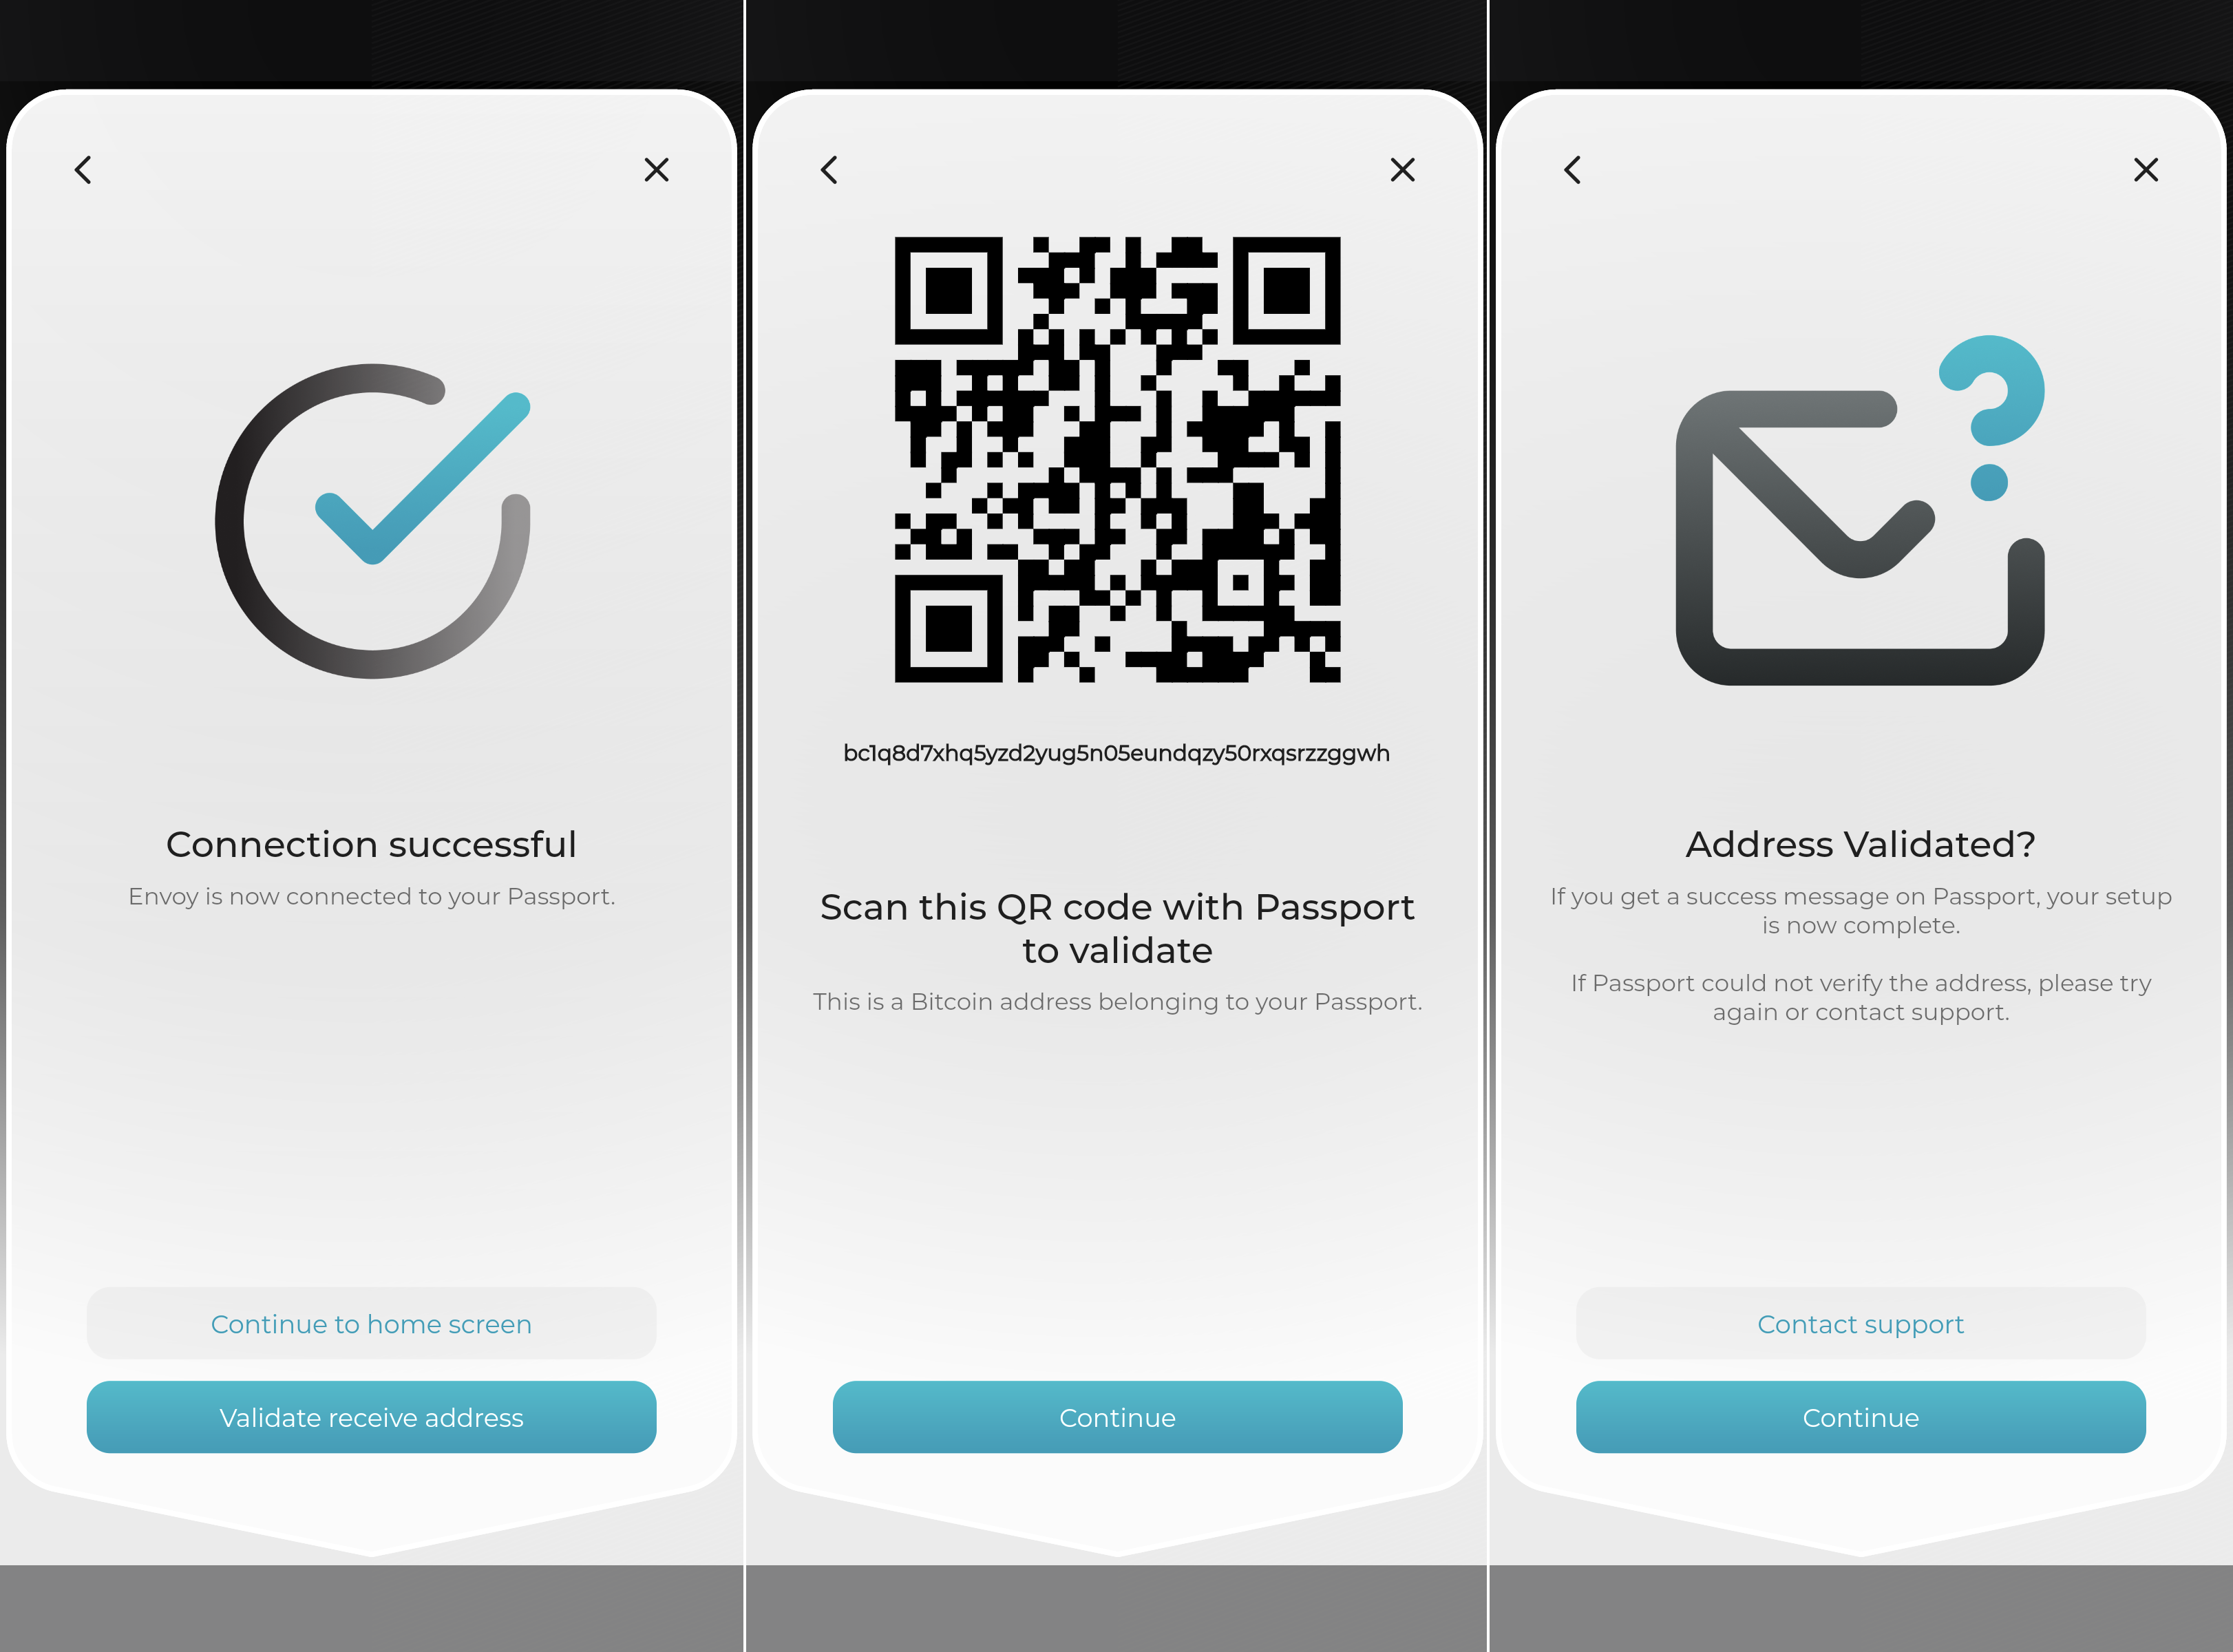 Connection successful
Envoy is now connected to your Passport.
Continue to home screen
Validate receive address
bc1q8d7xhq5yzd2yug5n05eundqzy50rxqsrzzggwh
Scan this QR code with Passport
to validate
This is a Bitcoin address belonging to your Passport.
Continue
Address Validated?
If you get a success message on Passport, your setup
is now complete.
If Passport could not verify the address, please try
again or contact support.
Contact support
Continue